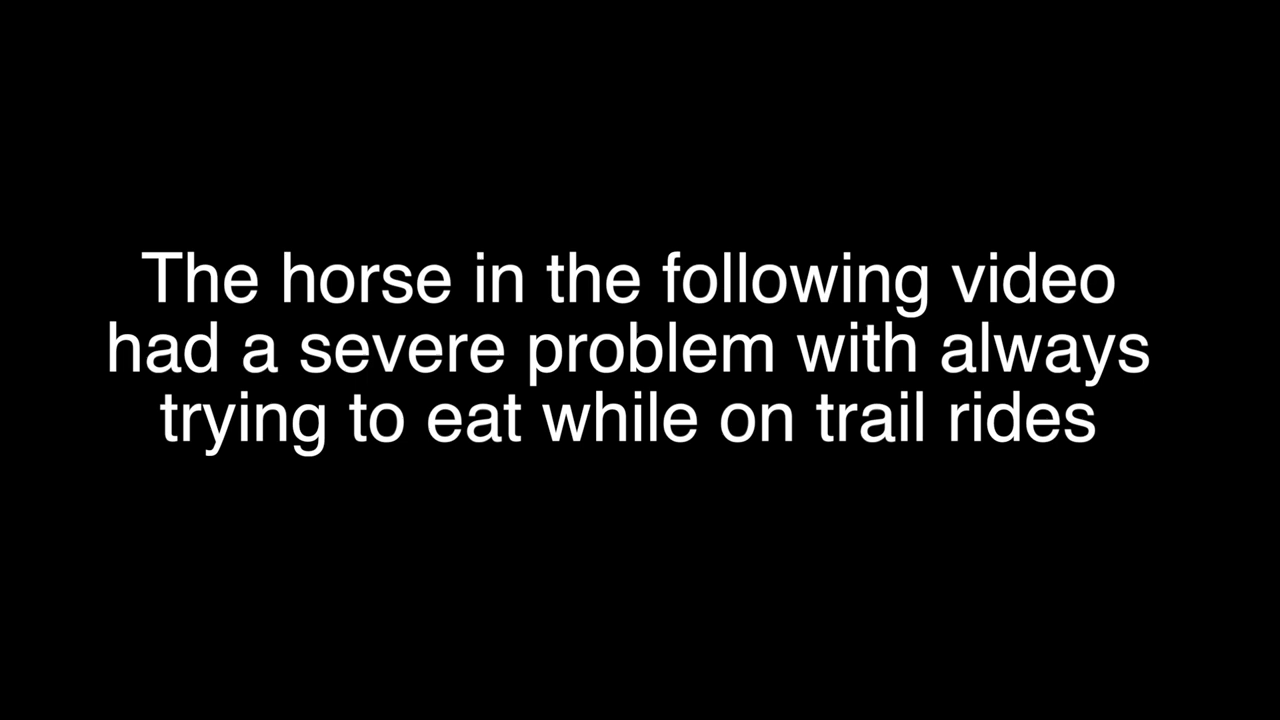 The horse in the following video
had a severe problem with always
trying to eat while on trail rides